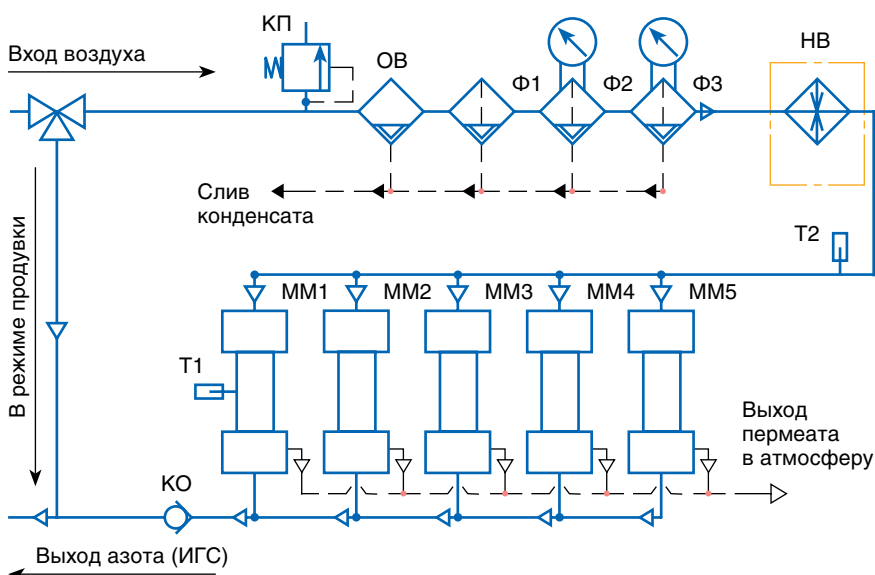 КП
Вход воздуха
ОВ
НВ
Ф1
Ф2
Ф3
Слив
конденсата
Т2
В режиме продувки
ММ1
ММ2
ММ3
ММ4
ММ5
Т1
Выход
пермеата
в атмосферу
КО
Выход азота (ИГС)